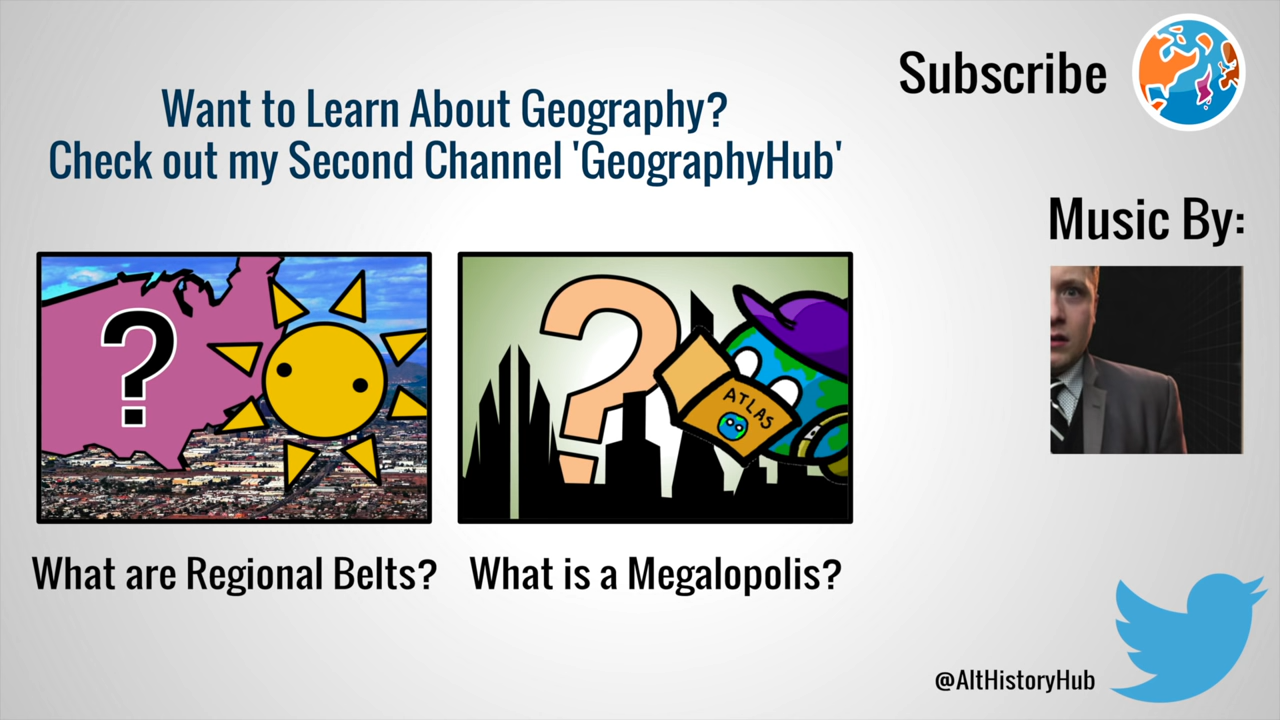 Subscribe
Want to Learn About Geography?
Check out my Second Channel 'GeographyHub'
Music By:
?
?
ATLAS
What are Regional Belts?
What is a Megalopolis?
@AltHistoryHub